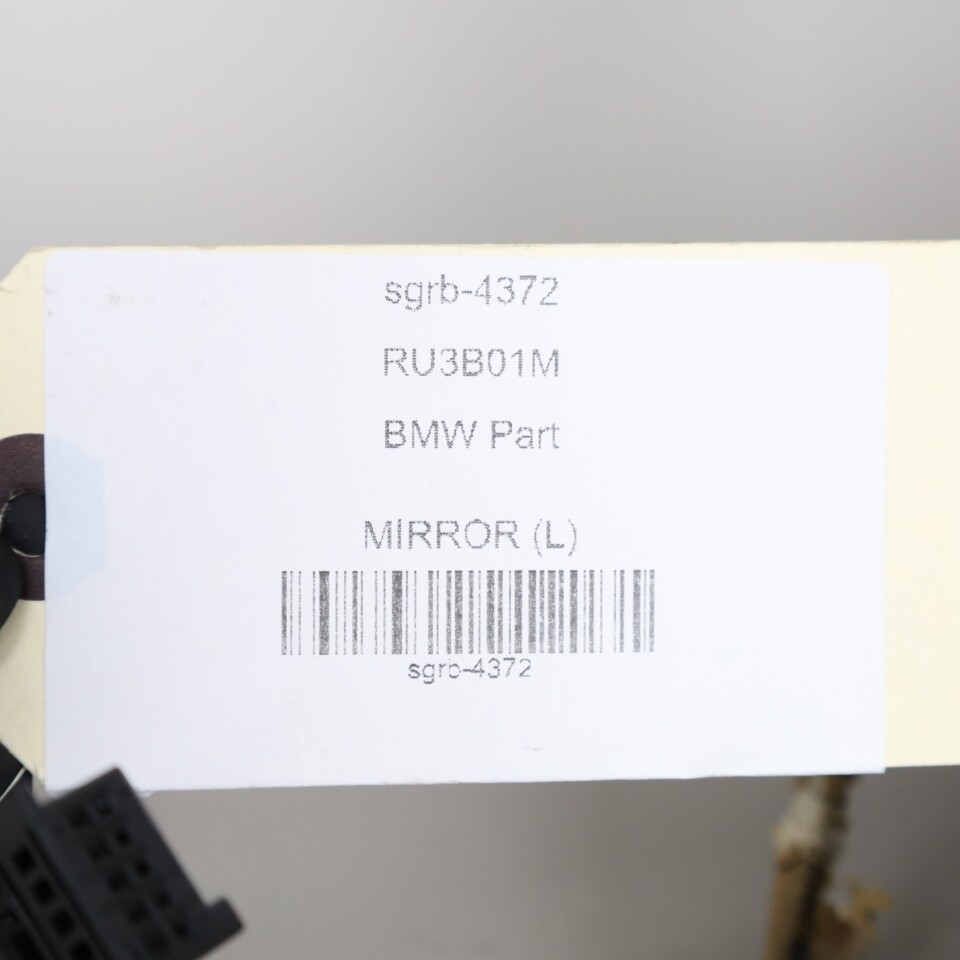 sgrb-4372
RU3B01M
BMW Part
MIRROR (L)
sgrb-4372